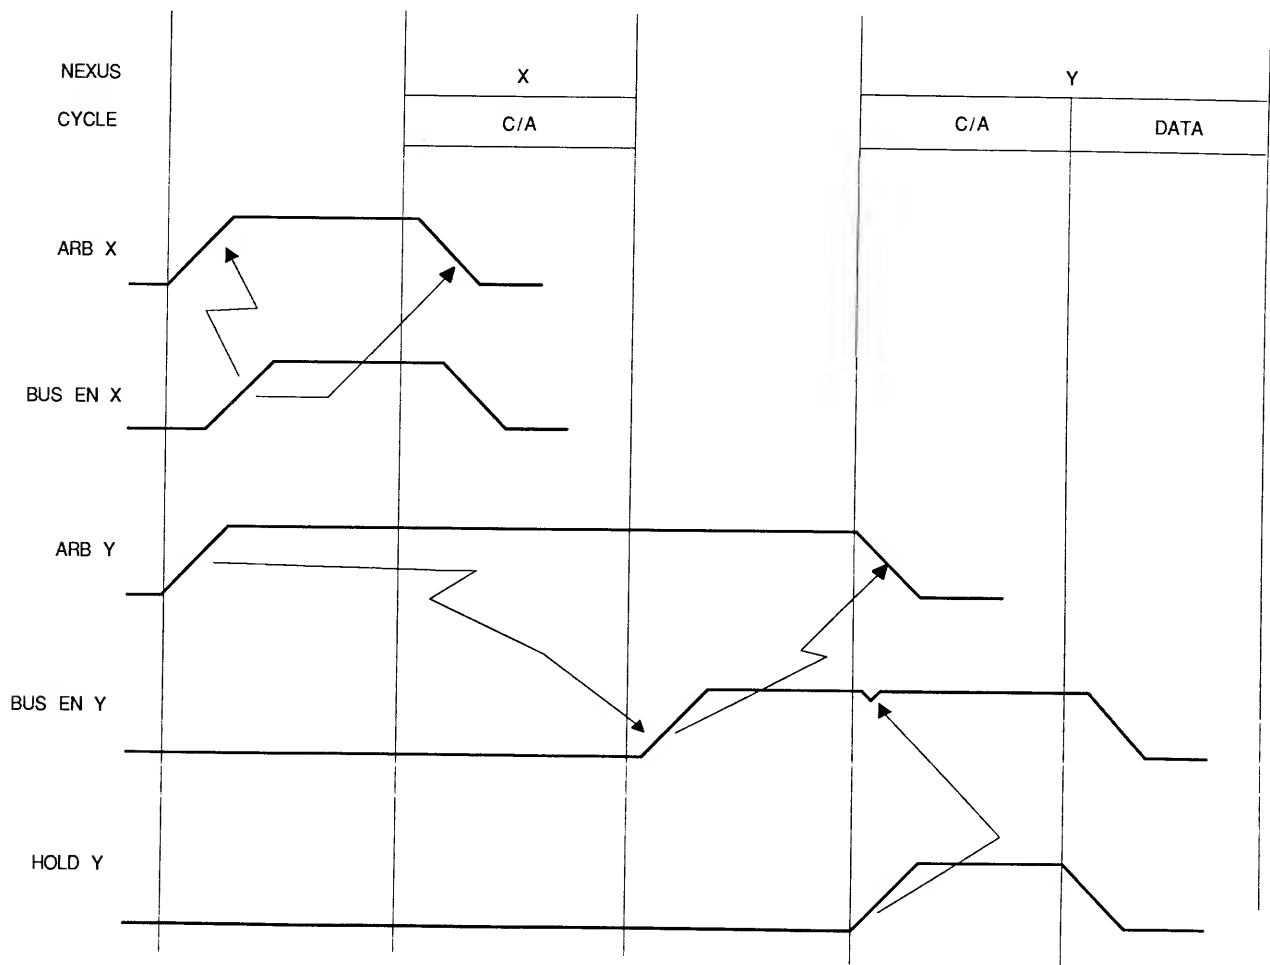 NEXUS X Y
CYCLE C/A C/A DATA
ARB X
BUS EN X
ARB Y
BUS EN Y
HOLD Y